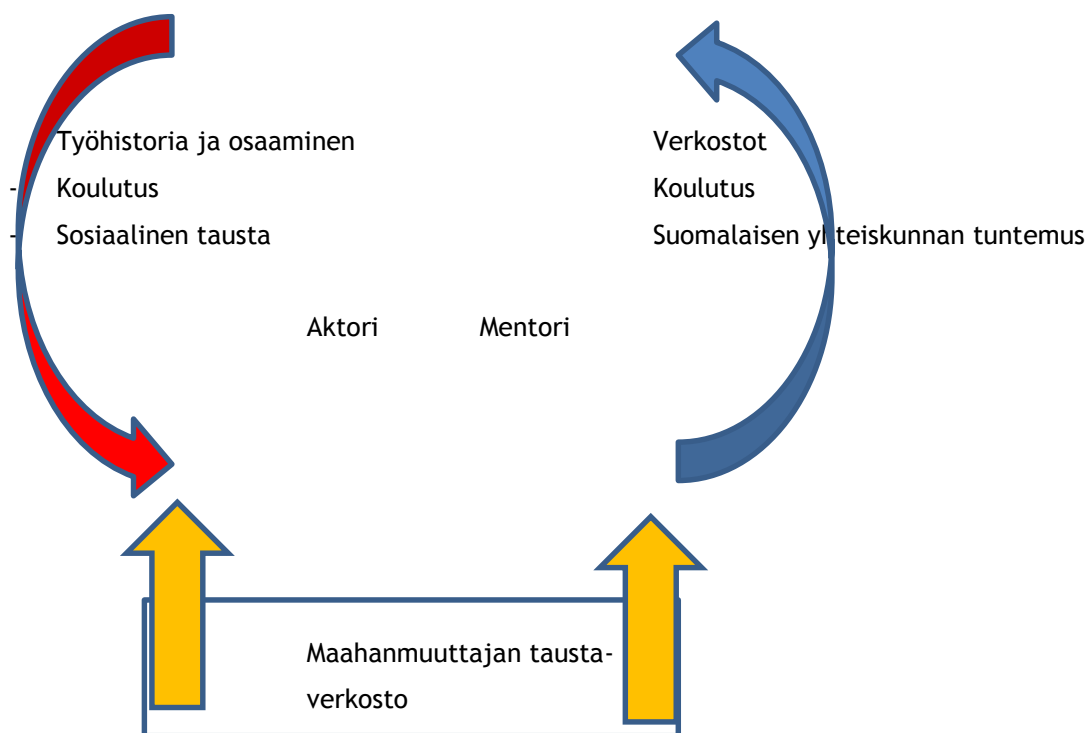 Työhistoria ja osaaminen
- Koulutus
- Sosiaalinen tausta
Verkostot
Koulutus
Suomalaisen yhteiskunnan tuntemus
Aktori
Mentori
Maahanmuuttajan tausta-
verkosto